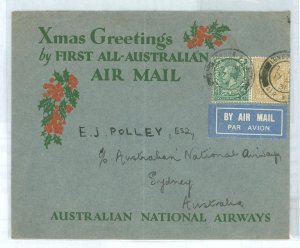 Xmas Greetings
by FIRST ALL-AUSTRALIAN
AIR MAIL
BY AIR MAIL
PAR AVION
E. J. POLLEY, ESQ.,
c/o Australian National Airways
Sydney
Australia.
AUSTRALIAN NATIONAL AIRWAYS